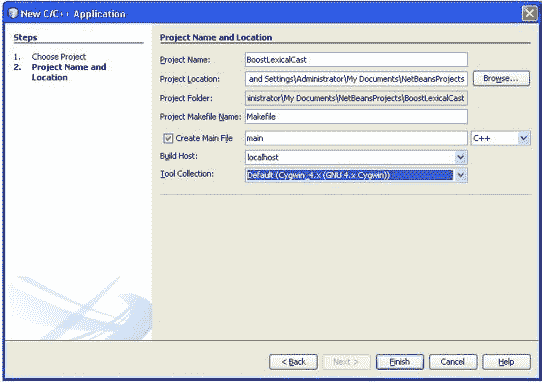 New C/C++ Application
Steps
1. Choose Project
2. Project Name and Location
Project Name and Location
Project Name: BoostLexicalCast
Project Location: and Settings\Administrator\My Documents\NetBeansProjects Browse...
Project Folder: inistrator\My Documents\NetBeansProjects\BoostLexicalCast
Project Makefile Name: Makefile
Create Main File main C++
Build Host: localhost
Tool Collection: Default (Cygwin_4.x (GNU 4.x Cygwin))
< Back Next > Finish Cancel Help